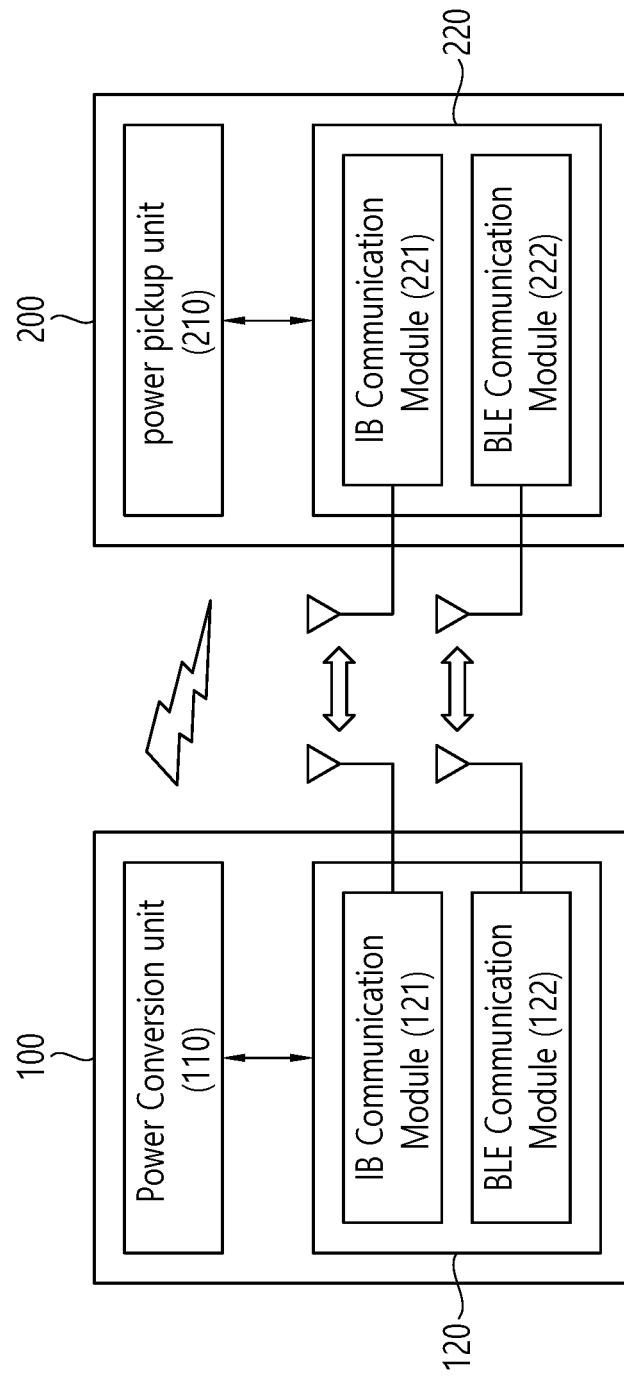 100
Power Conversion unit
(110)
IB Communication
Module (121)
BLE Communication
Module (122)
120
200
power pickup unit
(210)
IB Communication
Module (221)
BLE Communication
Module (222)
220